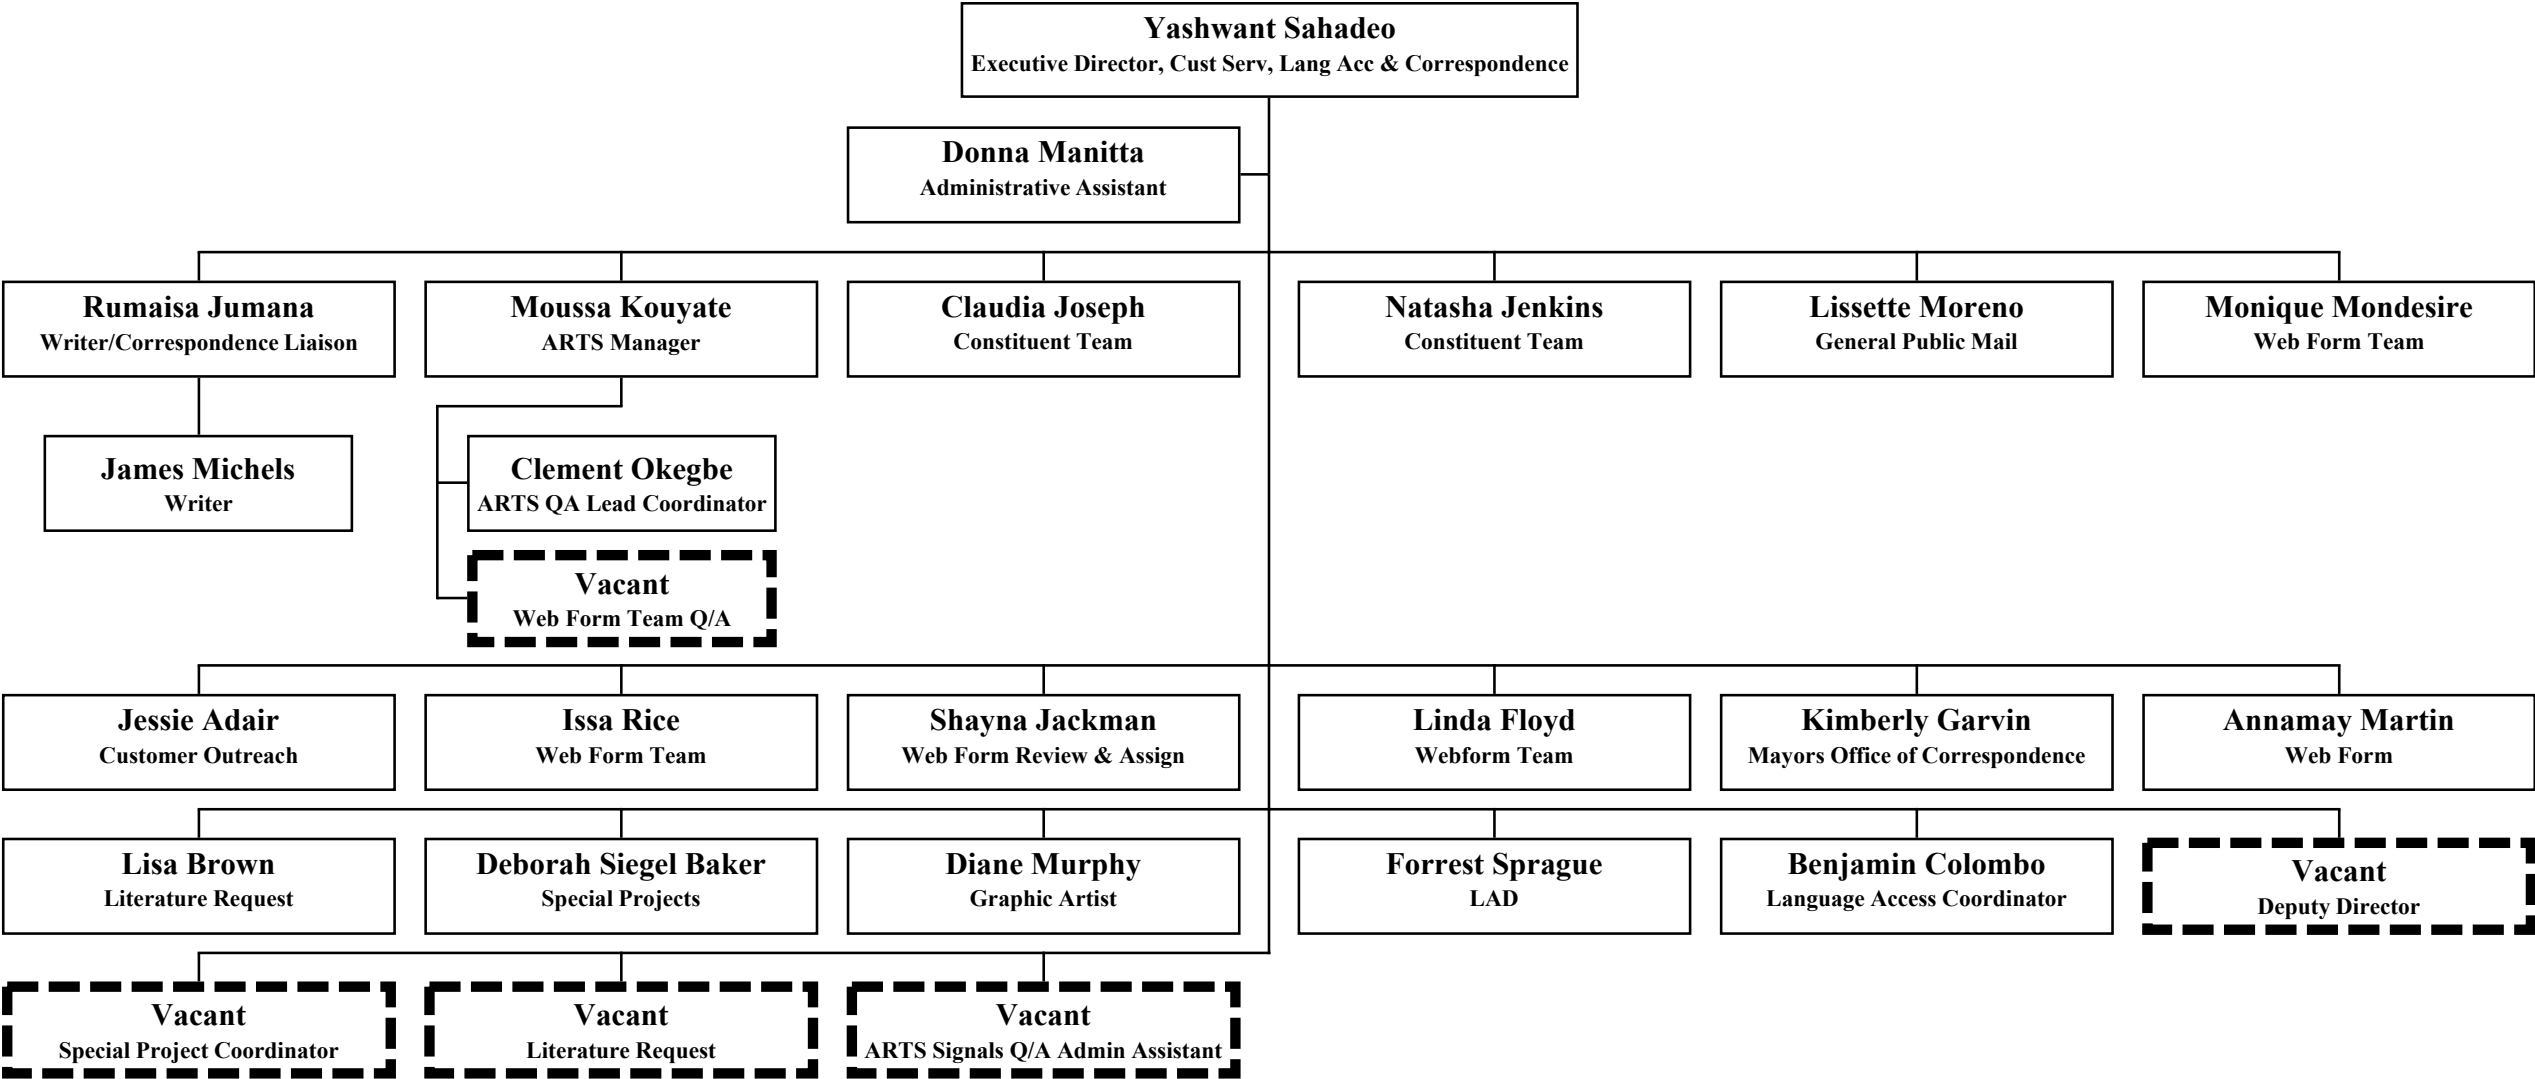 Yashwant Sahadeo
Executive Director, Cust Serv, Lang Acc & Correspondence
Donna Manitta
Administrative Assistant
Rumaisa Jumana
Writer/Correspondence Liaison
Moussa Kouyate
ARTS Manager
Claudia Joseph
Constituent Team
Natasha Jenkins
Constituent Team
Lissette Moreno
General Public Mail
Monique Mondesire
Web Form Team
James Michels
Writer
Clement Okegbe
ARTS QA Lead Coordinator
Vacant
Web Form Team Q/A
Jessie Adair
Customer Outreach
Issa Rice
Web Form Team
Shayna Jackman
Web Form Review & Assign
Linda Floyd
Webform Team
Kimberly Garvin
Mayors Office of Correspondence
Annamay Martin
Web Form
Lisa Brown
Literature Request
Deborah Siegel Baker
Special Projects
Diane Murphy
Graphic Artist
Forrest Sprague
LAD
Benjamin Colombo
Language Access Coordinator
Vacant
Deputy Director
Vacant
Special Project Coordinator
Vacant
Literature Request
Vacant
ARTS Signals Q/A Admin Assistant